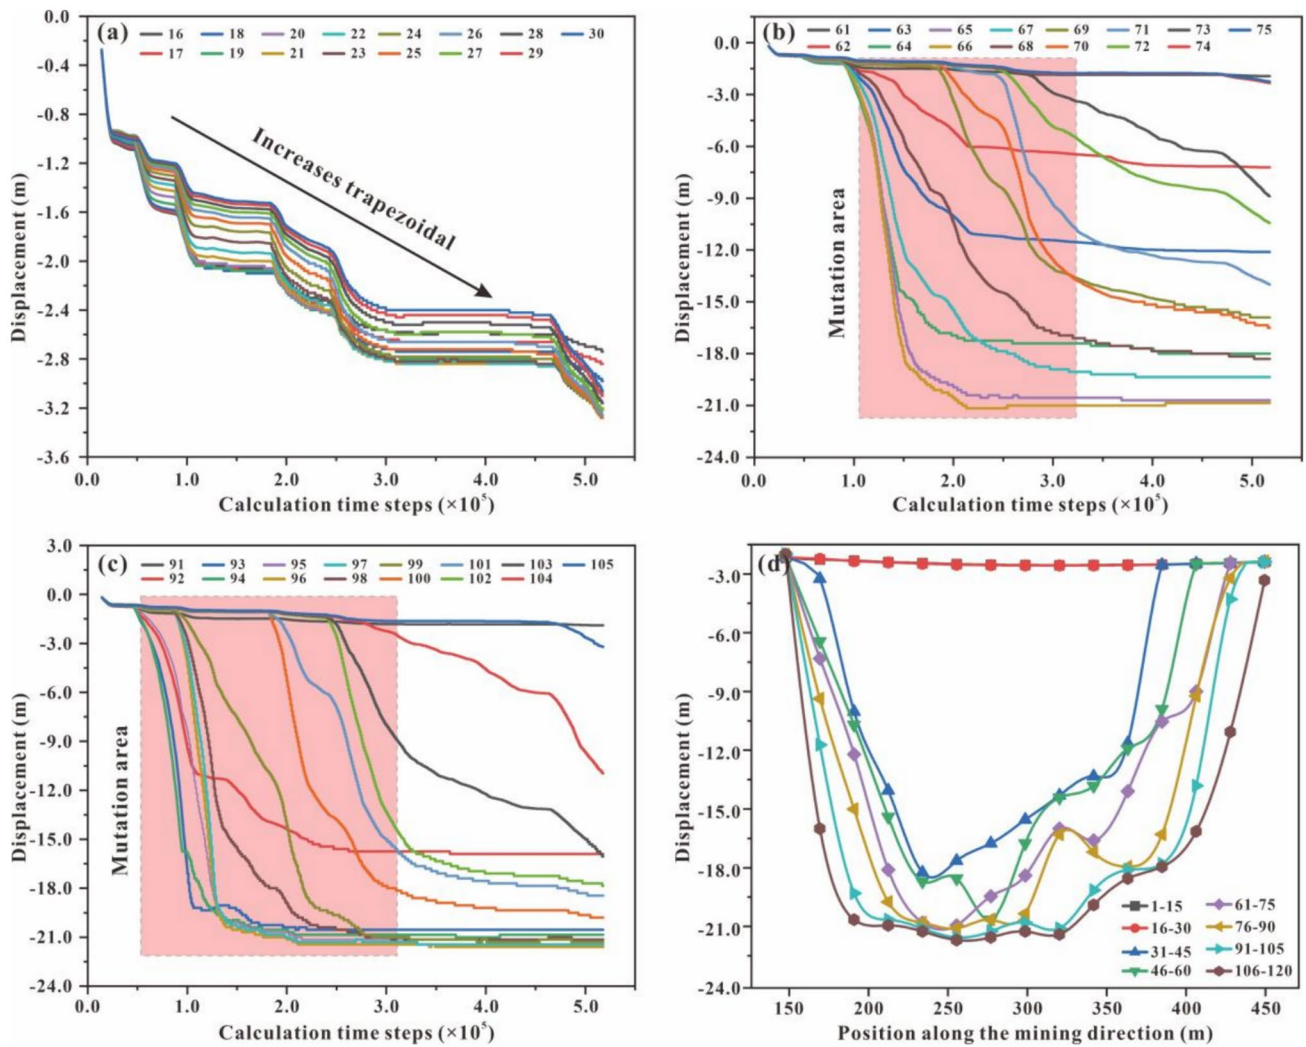 (a)
16 18 20 22 24 26 28 30
17 19 21 23 25 27 29
Increases trapezoidal
Displacement (m)
0.0
-0.4
-0.8
-1.2
-1.6
-2.0
-2.4
-2.8
-3.2
-3.6
0.0 1.0 2.0 3.0 4.0 5.0
Calculation time steps (×10⁵)
(b)
61 63 65 67 69 71 73 75
62 64 66 68 70 72 74
Mutation area
Displacement (m)
0.0
-3.0
-6.0
-9.0
-12.0
-15.0
-18.0
-21.0
-24.0
0.0 1.0 2.0 3.0 4.0 5.0
Calculation time steps (×10⁵)
(c)
91 93 95 97 99 101 103 105
92 94 96 98 100 102 104
Mutation area
Displacement (m)
3.0
0.0
-3.0
-6.0
-9.0
-12.0
-15.0
-18.0
-21.0
-24.0
0.0 1.0 2.0 3.0 4.0 5.0
Calculation time steps (×10⁵)
(d)
Displacement (m)
-3.0
-6.0
-9.0
-12.0
-15.0
-18.0
-21.0
-24.0
1-15 61-75
16-30 76-90
31-45 91-105
46-60 106-120
150 200 250 300 350 400 450
Position along the mining direction (m)